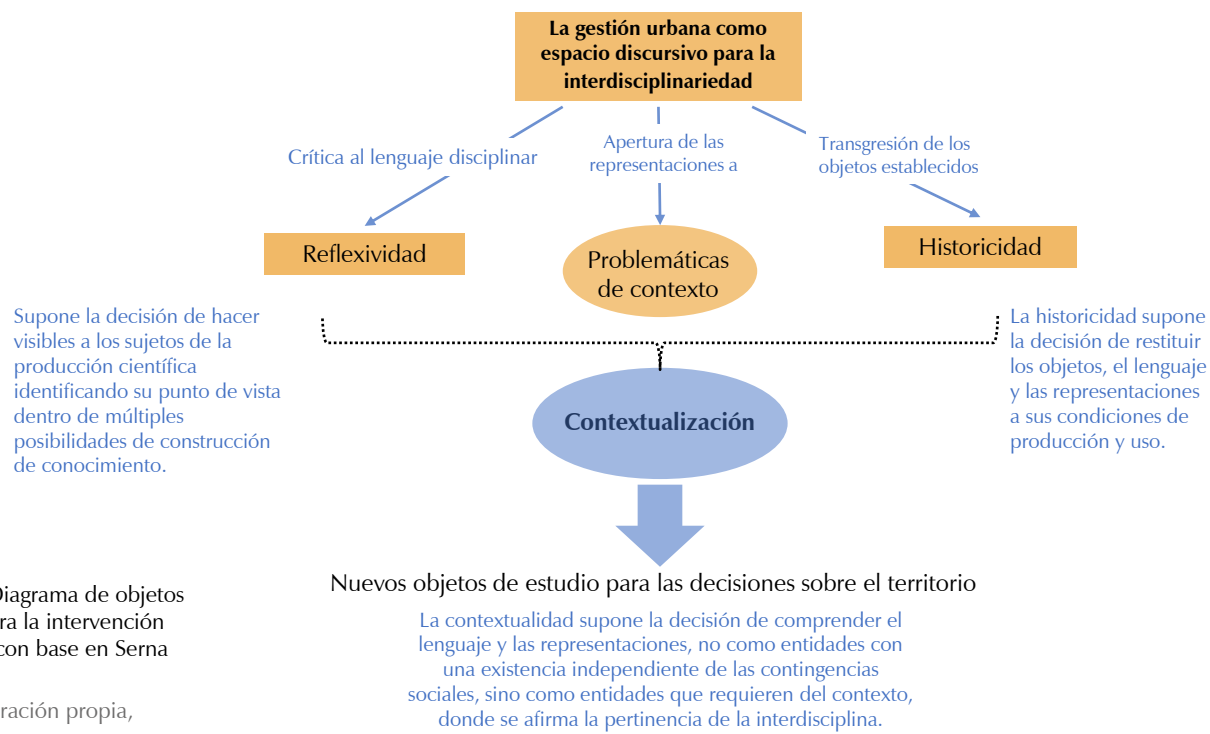 La gestión urbana como
espacio discursivo para la
interdisciplinariedad
Crítica al lenguaje disciplinar
Apertura de las
representaciones a
Transgresión de los
objetos establecidos
Reflexividad
Problemáticas
de contexto
Historicidad
Supone la decisión de hacer
visibles a los sujetos de la
producción científica
identificando su punto de vista
dentro de múltiples
posibilidades de construcción
de conocimiento.
La historicidad supone
la decisión de restituir
los objetos, el lenguaje
y las representaciones
a sus condiciones de
producción y uso.
Contextualización
Nuevos objetos de estudio para las decisiones sobre el territorio
La contextualidad supone la decisión de comprender el
lenguaje y las representaciones, no como entidades con
una existencia independiente de las contingencias
sociales, sino como entidades que requieren del contexto,
donde se afirma la pertinencia de la interdisciplina.
Diagrama de objetos
ra la intervención
con base en Serna
ración propia,